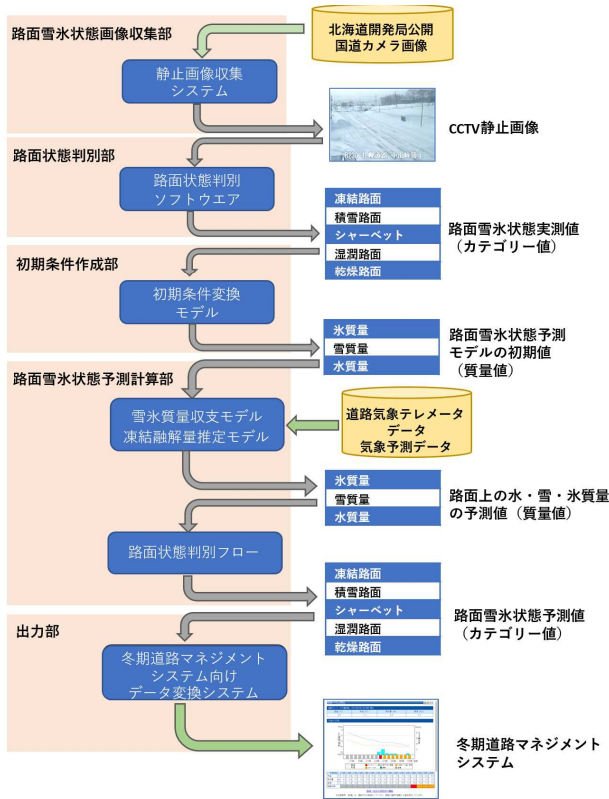 路面雪氷状態画像収集部
北海道開発局公開
国道カメラ画像
静止画像収集
システム
CCTV静止画像
路面状態判別部
路面状態判別
ソフトウエア
凍結路面
積雪路面
シャーベット
湿潤路面
乾燥路面
路面雪氷状態実測値
（カテゴリー値）
初期条件作成部
初期条件変換
モデル
氷質量
雪質量
水質量
路面雪氷状態予測
モデルの初期値
（質量値）
路面雪氷状態予測計算部
雪氷質量収支モデル
凍結融解量推定モデル
道路気象テレメータ
データ
気象予測データ
氷質量
雪質量
水質量
路面上の水・雪・氷質量
の予測値（質量値）
路面状態判別フロー
凍結路面
積雪路面
シャーベット
湿潤路面
乾燥路面
路面雪氷状態予測値
（カテゴリー値）
出力部
冬期道路マネジメント
システム向け
データ変換システム
冬期道路マネジメント
システム